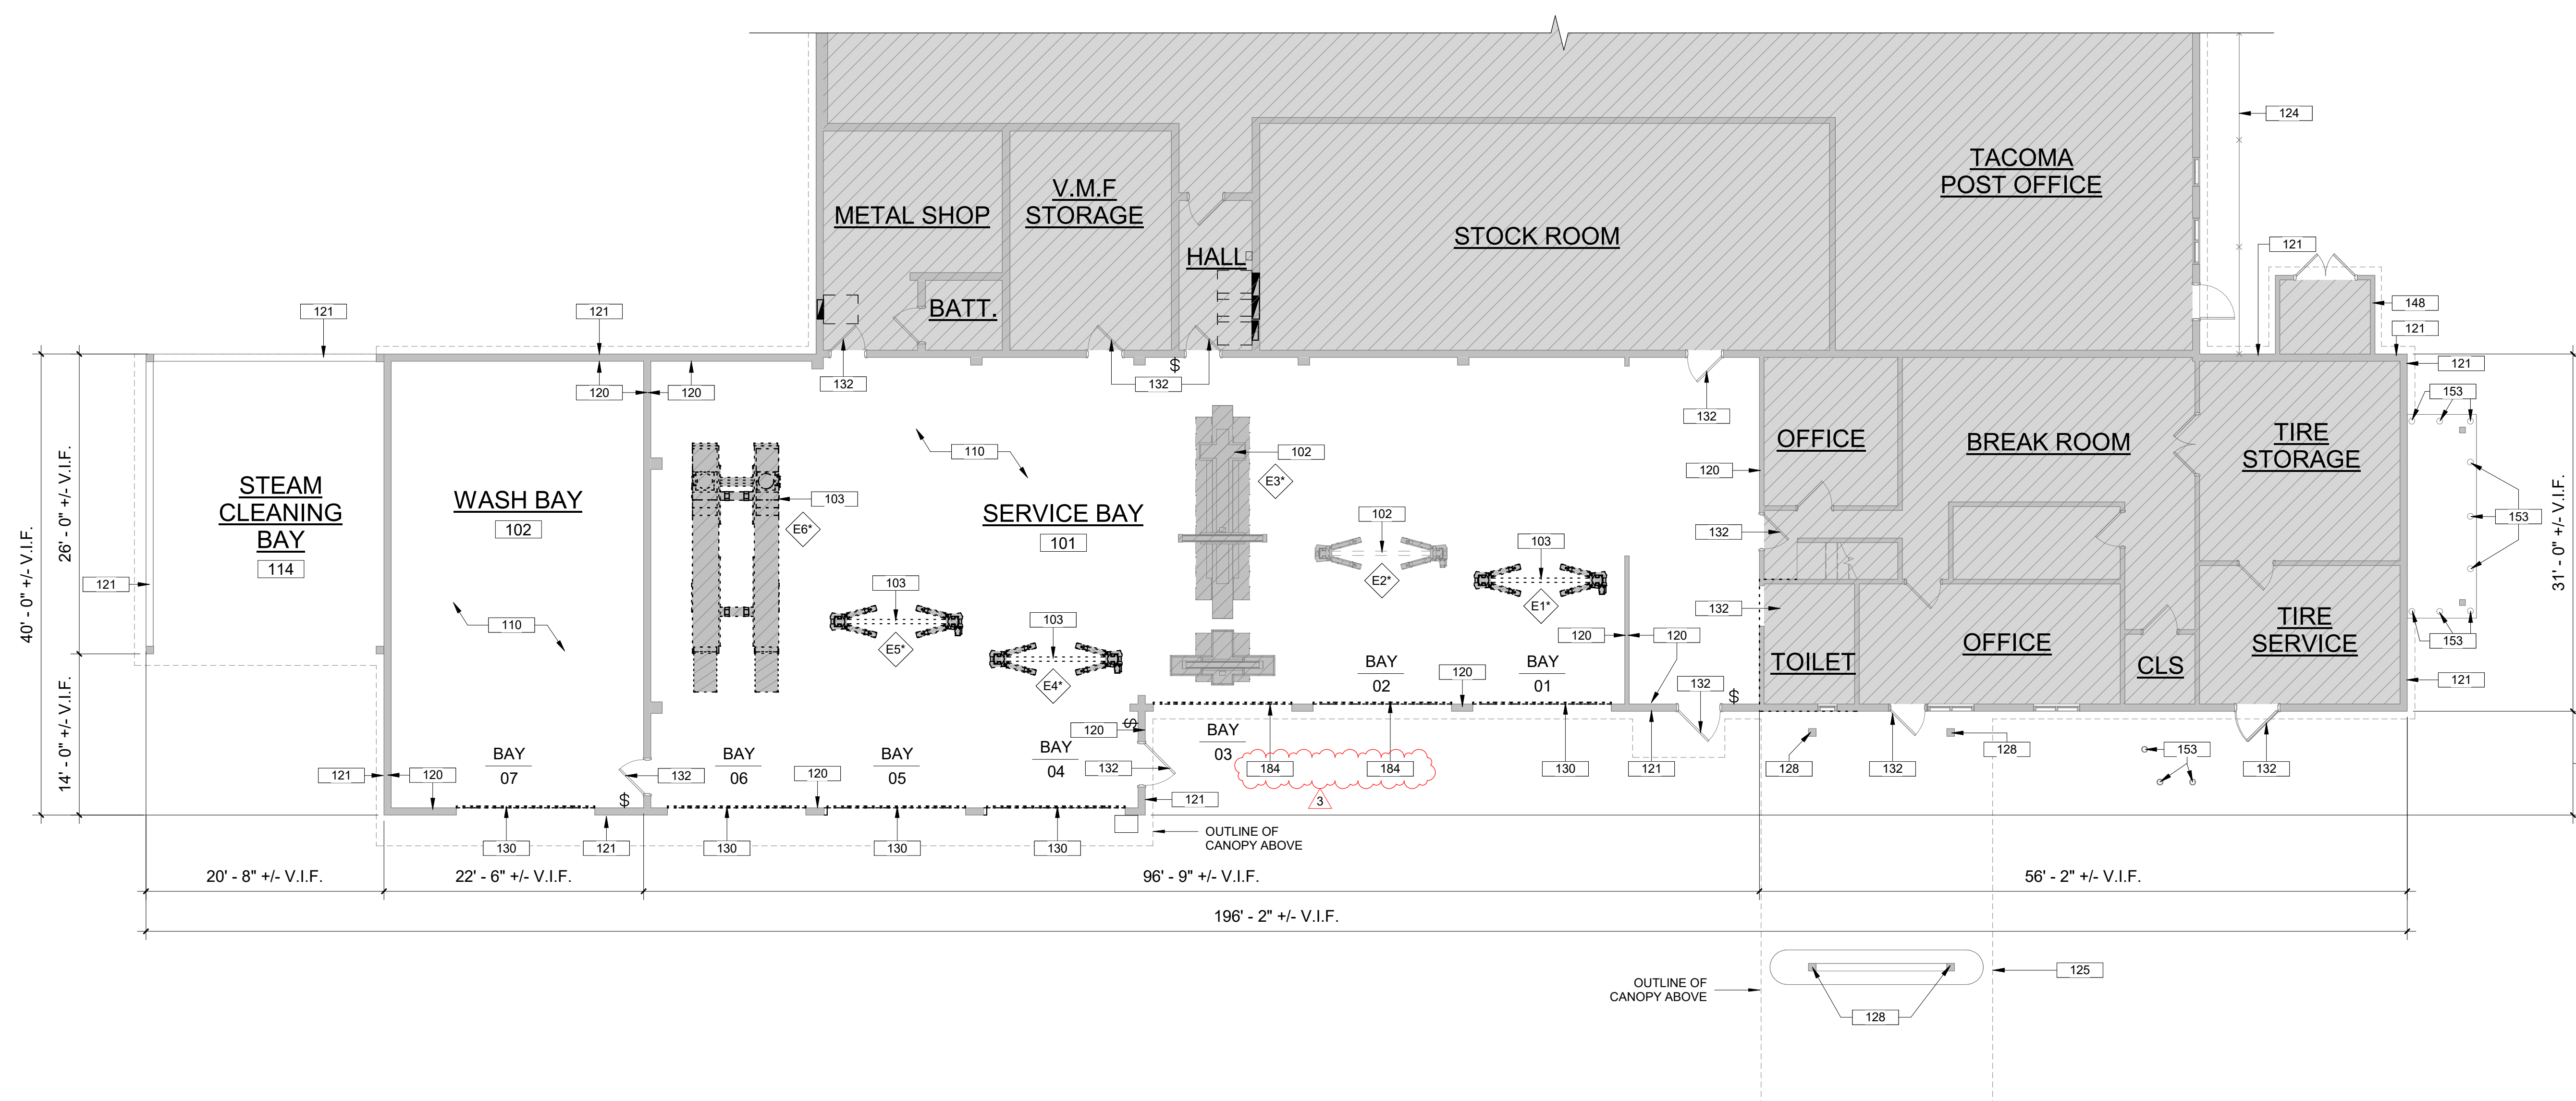 124
TACOMA
POST OFFICE
V.M.F
STORAGE
METAL SHOP
STOCK ROOM
HALL
BATT.
121
148
121
121
121
121
132
132
132
120
120
153
26' - 0" +/- V.I.F.
40' - 0" +/- V.I.F.
31' - 0" +/- V.I.F.
14' - 0" +/- V.I.F.
STEAM
CLEANING
BAY
114
WASH BAY
102
110
103
E6*
110
SERVICE BAY
101
102
E3*
102
E2*
103
E1*
103
E5*
103
E4*
OFFICE
BREAK ROOM
TIRE
STORAGE
120
132
153
132
121
110
120
120
TOILET
OFFICE
CLS
TIRE
SERVICE
153
121
BAY
02
120
BAY
01
132
$
$
$
$
120
BAY
03
BAY
07
BAY
06
BAY
05
BAY
04
121
120
132
120
132
184
184
130
121
3
128
132
128
153
132
121
130
121
130
130
130
OUTLINE OF
CANOPY ABOVE
20' - 8" +/- V.I.F.
22' - 6" +/- V.I.F.
96' - 9" +/- V.I.F.
56' - 2" +/- V.I.F.
196' - 2" +/- V.I.F.
OUTLINE OF
CANOPY ABOVE
125
128